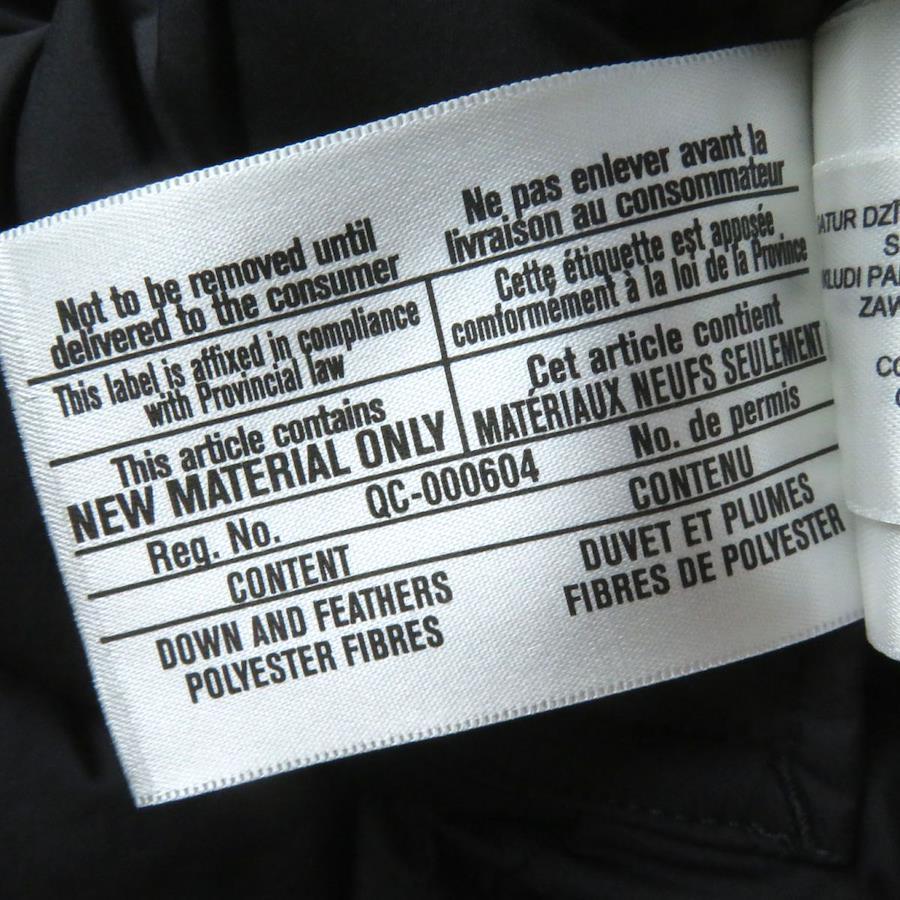 Not to be removed until
delivered to the consumer
Ne pas enlever avant la
livraison au consommateur
This label is affixed in compliance
with Provincial law
Cette étiquette est apposée
comformément à la loi de la Province
This article contains
NEW MATERIAL ONLY
Cet article contient
MATÉRIAUX NEUFS SEULEMENT
Reg. No. QC-000604 No. de permis
CONTENT
CONTENU
DOWN AND FEATHERS
POLYESTER FIBRES
DUVET ET PLUMES
FIBRES DE POLYESTER